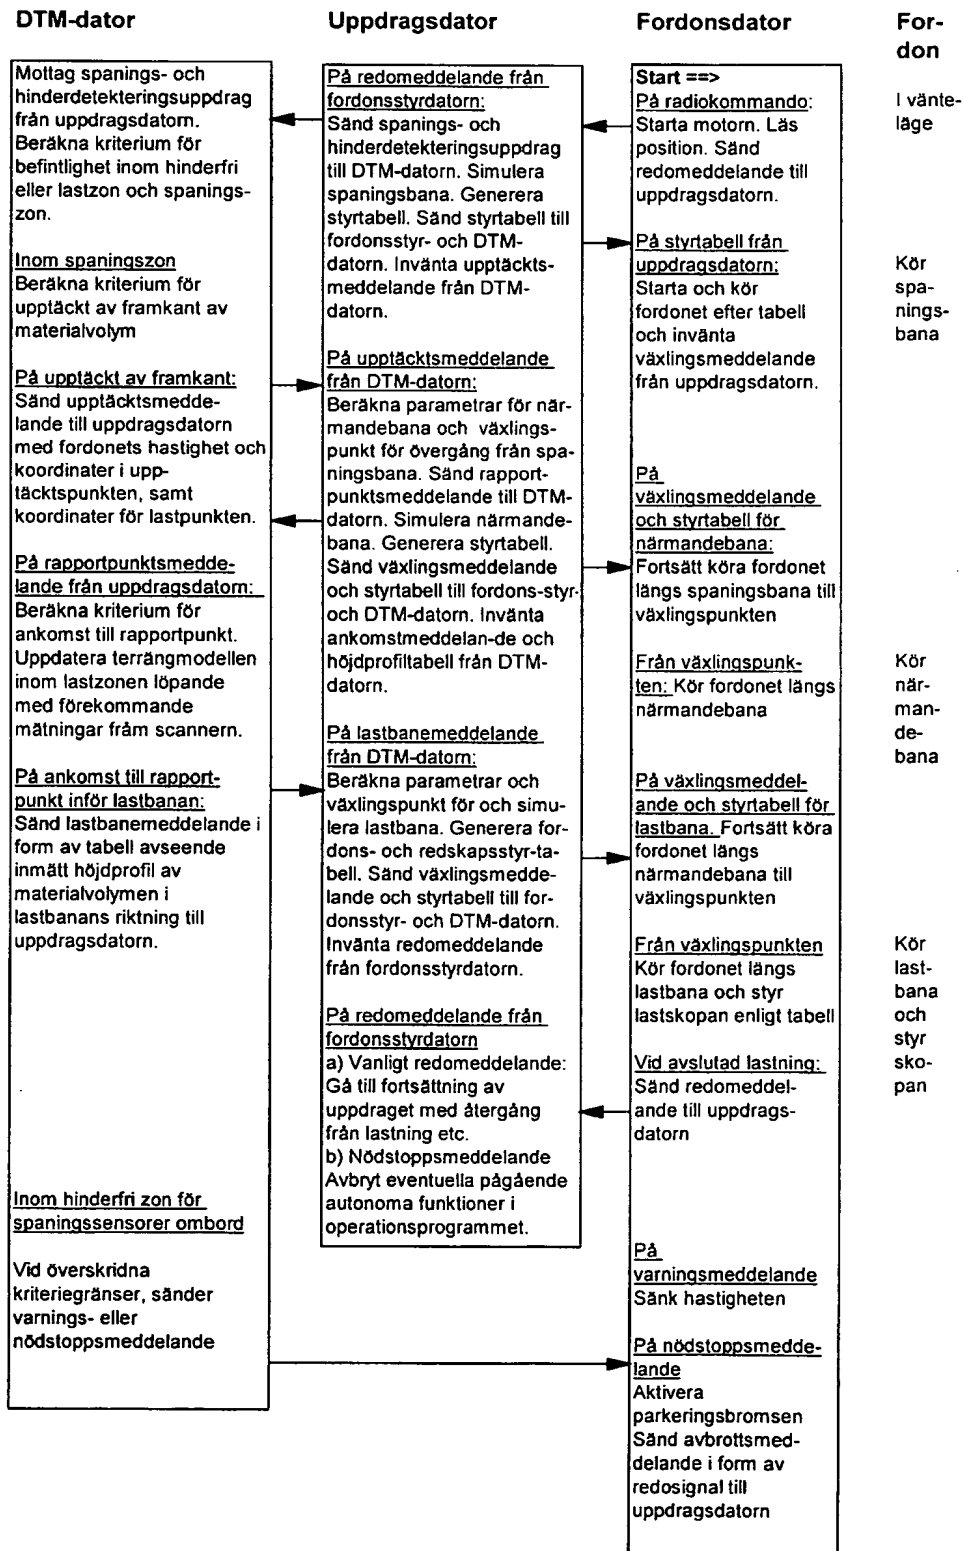 DTM-dator
Mottag spanings- och
hinderdetekteringsuppdrag
från uppdragsdatorn.
Beräkna kriterium för
befintlighet inom hinderfri
eller lastzon och spanings-
zon.
Inom spaningszon
Beräkna kriterium för
upptäckt av framkant av
materialvolym
På upptäckt av framkant:
Sänd upptäcktsmedde-
lande till uppdragsdatorn
med fordonets hastighet och
koordinater i upp-
täcktspunkten, samt
koordinater för lastpunkten.
På rapportpunktsmedde-
lande från uppdragsdatorn:
Beräkna kriterium för
ankomst till rapportpunkt.
Uppdatera terrängmodellen
inom lastzonen löpande
med förekommande
mätningar fråm scannern.
På ankomst till rapport-
punkt inför lastbanan:
Sänd lastbanemeddelande i
form av tabell avseende
inmätt höjdprofil av
materialvolymen i
lastbanans riktning till
uppdragsdatorn.
Inom hinderfri zon för
spaningssensorer ombord
Vid överskridna
kriteriegränser, sänder
varnings- eller
nödstoppsmeddelande
Uppdragsdator
På redomeddelande från
fordonsstyrdatorn:
Sänd spanings- och
hinderdetekteringsuppdrag
till DTM-datorn. Simulera
spaningsbana. Generera
styrtabell. Sänd styrtabell till
fordonsstyr- och DTM-
datorn. Invänta upptäckts-
meddelande från DTM-
datorn.
På upptäcktsmeddelande
från DTM-datorn:
Beräkna parametrar för när-
mandebana och växlings-
punkt för övergång från spa-
ningsbana. Sänd rapport-
punktsmeddelande till DTM-
datorn. Simulera närmande-
bana. Generera styrtabell.
Sänd växlingsmeddelande
och styrtabell till fordons-styr-
och DTM-datorn. Invänta
ankomstmeddelan-de och
höjdprofiltabell från DTM-
datorn.
På lastbanemeddelande
från DTM-datorn:
Beräkna parametrar och
växlingspunkt för och simu-
lera lastbana. Generera for-
dons- och redskapsstyr-ta-
bell. Sänd växlingsmedde-
lande och styrtabell till for-
donsstyr- och DTM-datorn.
Invänta redomeddelande
från fordonsstyrdatorn.
På redomeddelande från
fordonsstyrdatorn
a) Vanligt redomeddelande:
Gå till fortsättning av
uppdraget med återgång
från lastning etc.
b) Nödstoppsmeddelande
Avbryt eventuella pågående
autonoma funktioner i
operationsprogrammet.
Fordonsdator
Start ==>
På radiokommando:
Starta motorn. Läs
position. Sänd
redomeddelande till
uppdragsdatorn.
På styrtabell från
uppdragsdatorn:
Starta och kör
fordonet efter tabell
och invänta
växlingsmeddelande
från uppdragsdatorn.
På
växlingsmeddelande
och styrtabell för
närmandebana:
Fortsätt köra fordonet
längs spaningsbana till
växlingspunkten
Från växlingspunk-
ten: Kör fordonet längs
närmandebana
På växlingsmeddel-
ande och styrtabell för
lastbana. Fortsätt köra
fordonet längs
närmandebana till
växlingspunkten
Från växlingspunkten
Kör fordonet längs
lastbana och styr
lastskopan enligt tabell
Vid avslutad lastning:
Sänd redomeddel-
ande till uppdrags-
datorn
På
varningsmeddelande
Sänk hastigheten
På nödstoppsmedde-
lande
Aktivera
parkeringsbromsen
Sänd avbrottsmed-
delande i form av
redosignal till
uppdragsdatorn
For-
don
I vänte-
läge
Kör
spa-
nings-
bana
Kör
när-
man-
de-
bana
Kör
last-
bana
och
styr
sko-
pan